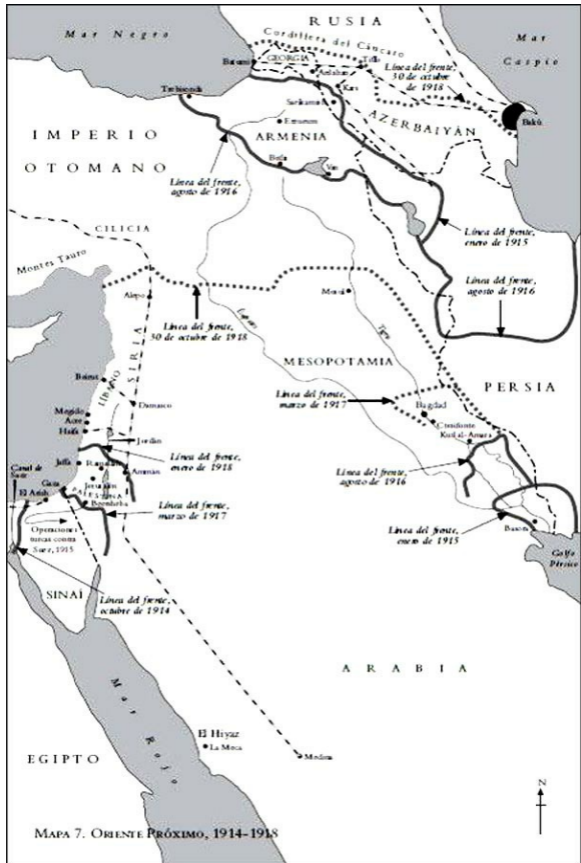 RUSIA
Mar Negro
Cordillera del Cáucaso
Mar
Caspio
Batumi
GEORGIA
Tiflis
Ardahan
Kars
Línea del frente,
30 de octubre
de 1918
Trebisonda
Sarikamis
Erzurum
AZERBAIYÁN
Bakú
IMPERIO
OTOMANO
ARMENIA
Bitlis
Van
Línea del frente,
agosto de 1916
CILICIA
Línea del frente,
enero de 1915
Montes Tauro
Línea del frente,
agosto de 1916
Alepo
Mosul
Línea del frente,
30 de octubre de 1918
Éufrates
Tigris
SIRIA
MESOPOTAMIA
PERSIA
LÍBANO
Beirut
Damasco
Línea del frente,
marzo de 1917
Bagdad
Ctesifonte
Kut al-Amara
Megido
Acre
Haifa
Jordán
Línea del frente,
enero de 1918
Jaffa
Ammán
Canal de
Suez
Jerusalén
Gaza
El Arish
PALESTINA
Beersheba
Línea del frente,
agosto de 1916
Línea del frente,
marzo de 1917
Línea del frente,
enero de 1915
Basora
Golfo
Pérsico
Operaciones
turcas contra
Suez, 1915
SINAÍ
Línea del frente,
octubre de 1914
ARABIA
Mar Rojo
El Hiyaz
La Meca
Medina
EGIPTO
N
MAPA 7. ORIENTE PRÓXIMO, 1914-1918